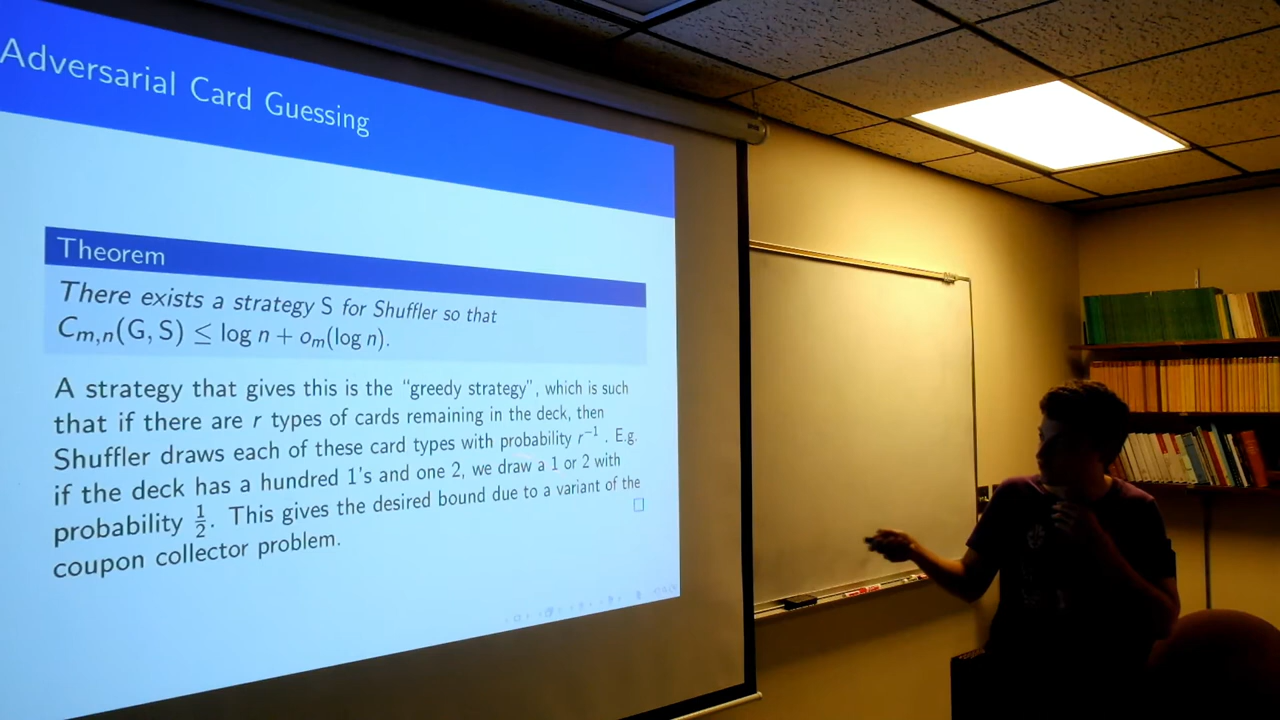 Adversarial Card Guessing
Theorem
There exists a strategy S for Shuffler so that
Cₘ,ₙ(G, S) ≤ log n + oₘ(log n).
A strategy that gives this is the “greedy strategy”, which is such
that if there are r types of cards remaining in the deck, then
Shuffler draws each of these card types with probability r⁻¹ . E.g.
if the deck has a hundred 1's and one 2, we draw a 1 or 2 with
probability ½. This gives the desired bound due to a variant of the
coupon collector problem.